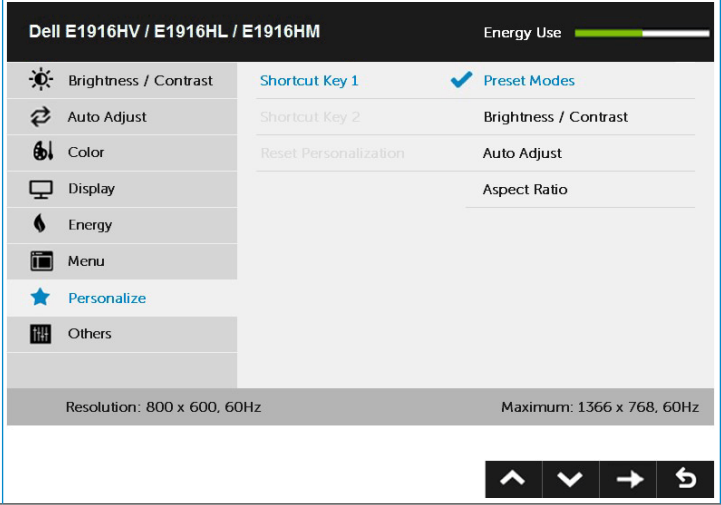 Dell E1916HV / E1916HL / E1916HM
Energy Use
Brightness / Contrast
Shortcut Key 1
Preset Modes
Auto Adjust
Shortcut Key 2
Brightness / Contrast
Color
Reset Personalization
Auto Adjust
Display
Aspect Ratio
Energy
Menu
Personalize
Others
Resolution: 800 x 600, 60Hz
Maximum: 1366 x 768, 60Hz